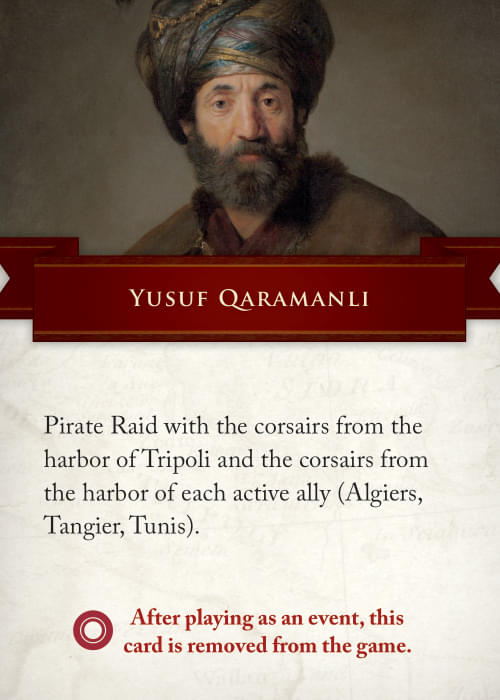 Yusuf Qaramanli
Pirate Raid with the corsairs from the
harbor of Tripoli and the corsairs from
the harbor of each active ally (Algiers,
Tangier, Tunis).
After playing as an event, this
card is removed from the game.